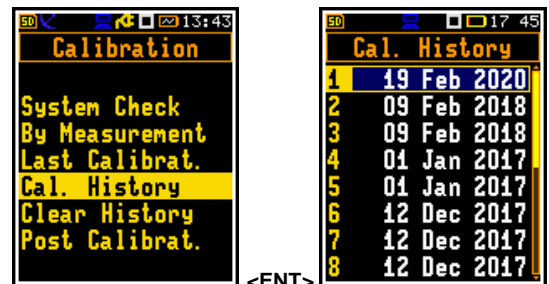 SD 13:43
Calibration
System Check
By Measurement
Last Calibrat.
Cal. History
Clear History
Post Calibrat.
<ENT>
SD 17 45
Cal. History
1 19 Feb 2020
2 09 Feb 2018
3 09 Feb 2018
4 01 Jan 2017
5 01 Jan 2017
6 12 Dec 2017
7 12 Dec 2017
8 12 Dec 2017